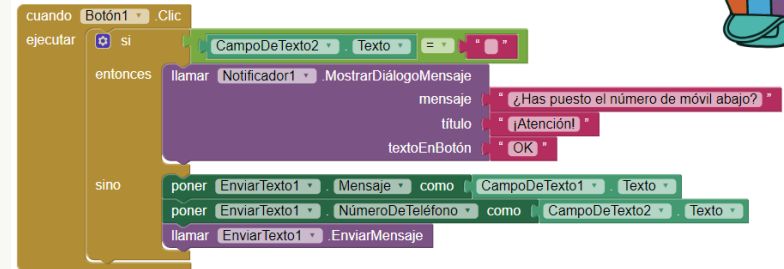 cuando Botón1 .Clic
ejecutar si CampoDeTexto2 . Texto = " "
entonces llamar Notificador1 .MostrarDiálogoMensaje
mensaje " ¿Has puesto el número de móvil abajo? "
título " ¡Atención! "
textoEnBotón " OK "
sino poner EnviarTexto1 . Mensaje como CampoDeTexto1 . Texto
poner EnviarTexto1 . NúmeroDeTeléfono como CampoDeTexto2 . Texto
llamar EnviarTexto1 .EnviarMensaje